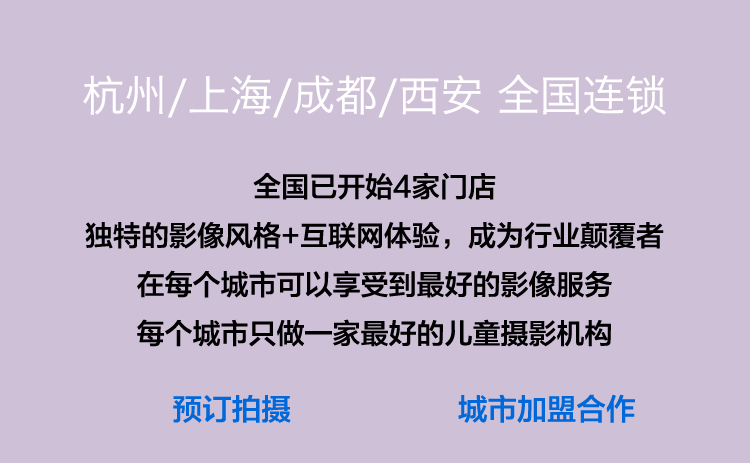 杭州/上海/成都/西安 全国连锁
全国已开始4家门店
独特的影像风格+互联网体验，成为行业颠覆者
在每个城市可以享受到最好的影像服务
每个城市只做一家最好的儿童摄影机构
预订拍摄 城市加盟合作